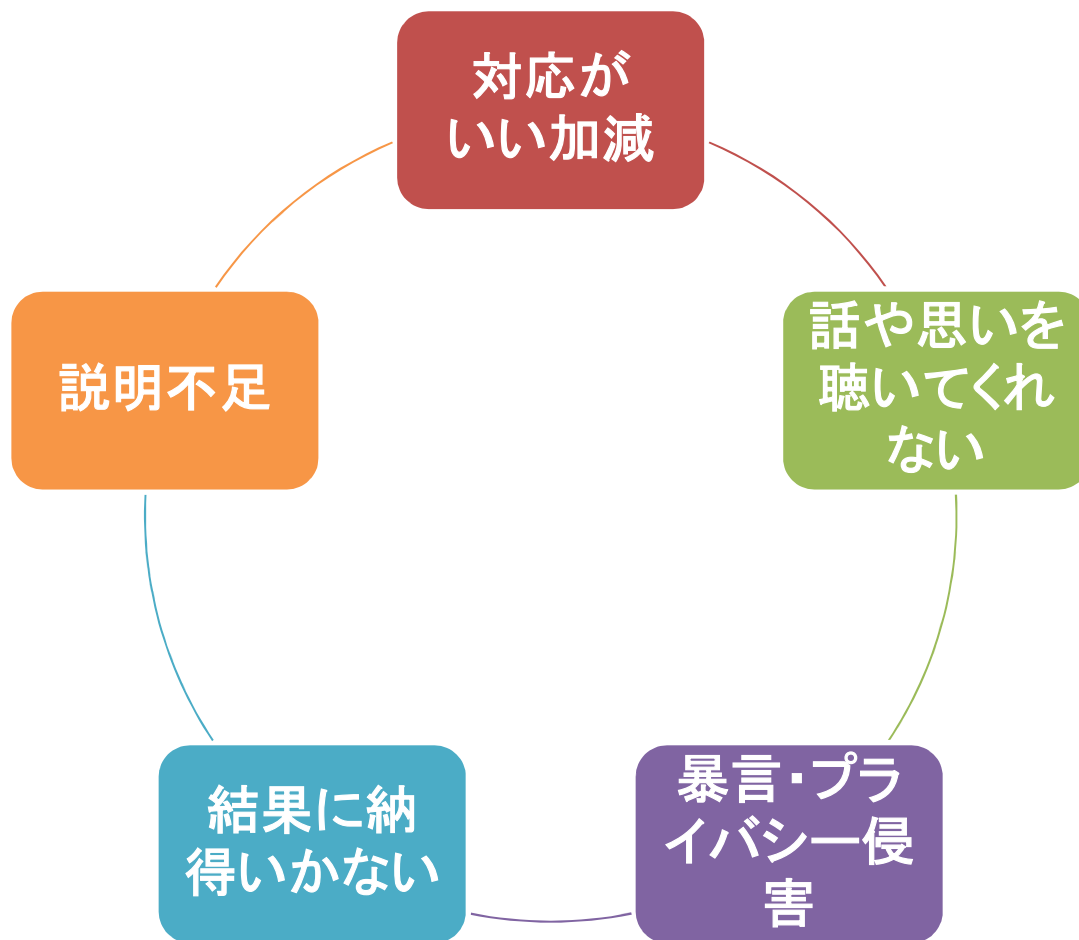 対応が
いい加減
話や思いを
聴いてくれ
ない
暴言・プラ
イバシー侵
害
結果に納
得いかない
説明不足